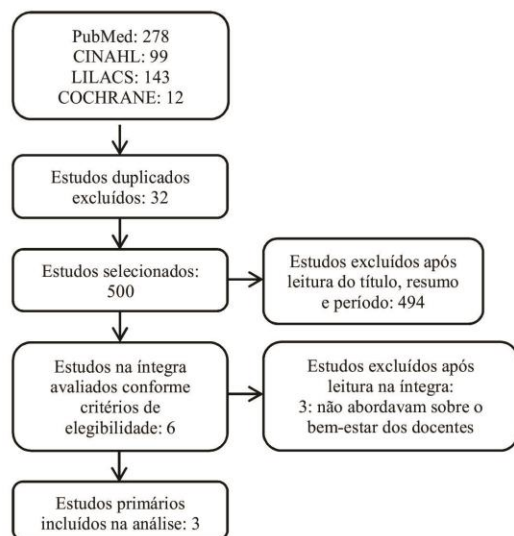 PubMed: 278
CINAHL: 99
LILACS: 143
COCHRANE: 12
Estudos duplicados
excluídos: 32
Estudos selecionados:
500
Estudos excluídos após
leitura do título, resumo
e período: 494
Estudos na íntegra
avaliados conforme
critérios de
elegibilidade: 6
Estudos excluídos após
leitura na íntegra:
3: não abordavam sobre o
bem-estar dos docentes
Estudos primários
incluídos na análise: 3